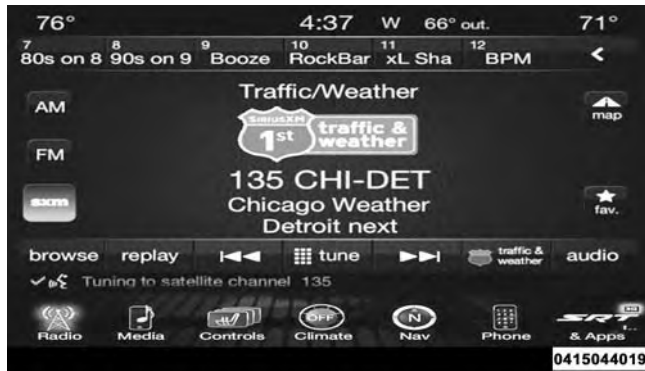 76° 4:37 W 66° out. 71°
7 80s on 8 8 90s on 9 9 Booze 10 RockBar 11 xL Sha 12 BPM <
Traffic/Weather
AM
SiriusXM
1st traffic & weather
map
FM
135 CHI-DET
sxm
Chicago Weather
fav.
Detroit next
browse replay tune traffic & weather audio
Tuning to satellite channel 135
OFF N SRT
Radio Media Controls Climate Nav Phone & Apps
0415044019